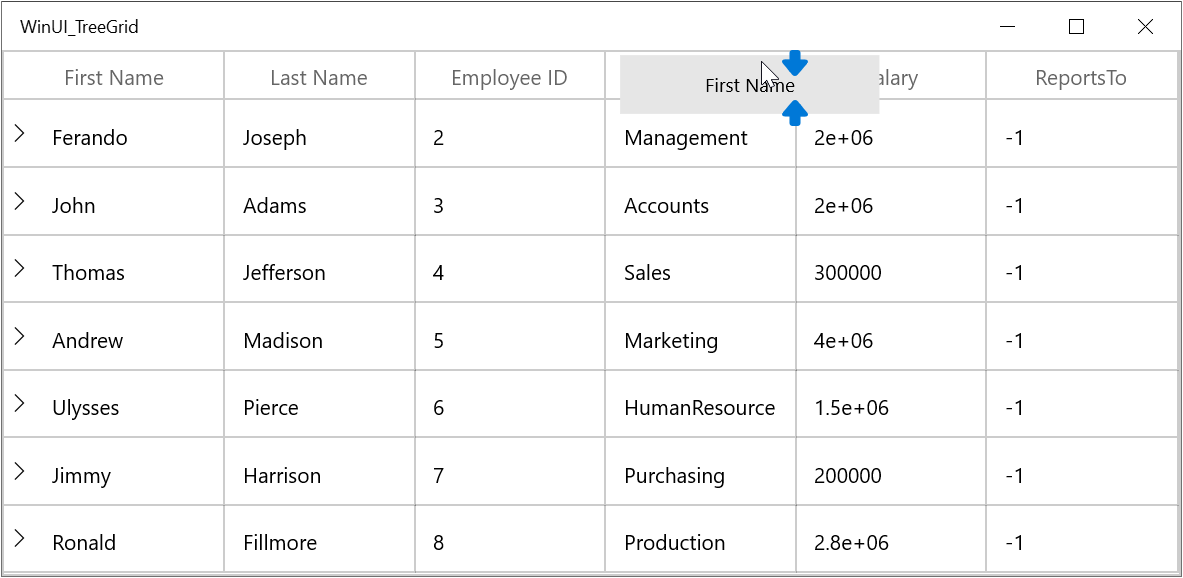 WinUI_TreeGrid
First Name Last Name Employee ID First Name alary ReportsTo
Ferando Joseph 2 Management 2e+06 -1
John Adams 3 Accounts 2e+06 -1
Thomas Jefferson 4 Sales 300000 -1
Andrew Madison 5 Marketing 4e+06 -1
Ulysses Pierce 6 HumanResource 1.5e+06 -1
Jimmy Harrison 7 Purchasing 200000 -1
Ronald Fillmore 8 Production 2.8e+06 -1